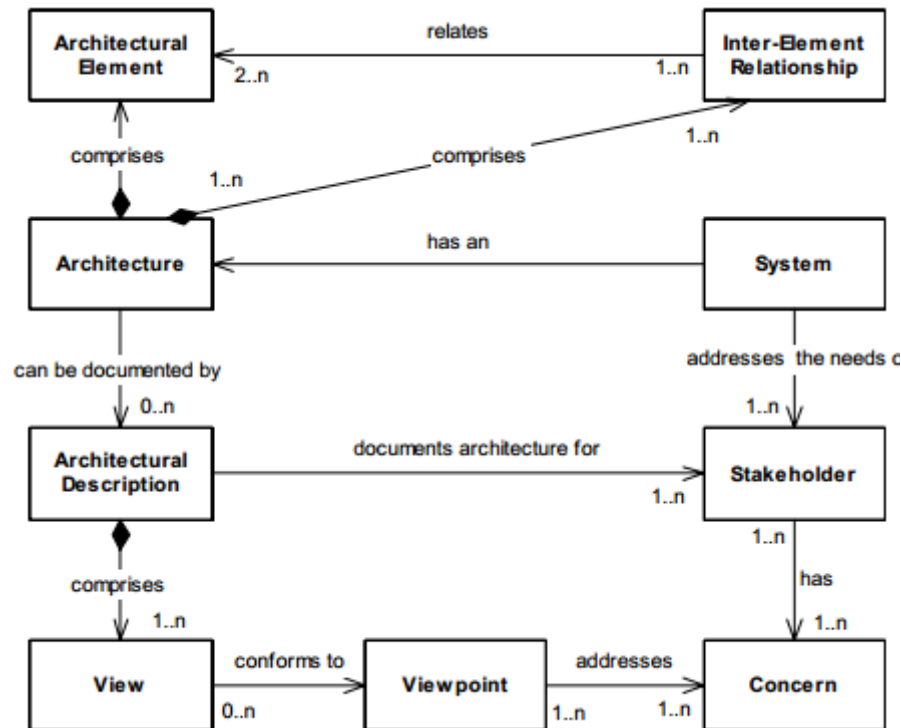 Architectural
Element
relates
2..n
1..n
Inter-Element
Relationship
comprises
1..n
comprises
1..n
Architecture
has an
System
can be documented by
0..n
addresses the needs o
1..n
Architectural
Description
documents architecture for
1..n
Stakeholder
1..n
comprises
1..n
has
1..n
View
conforms to
0..n
Viewpoint
addresses
1..n
1..n
Concern